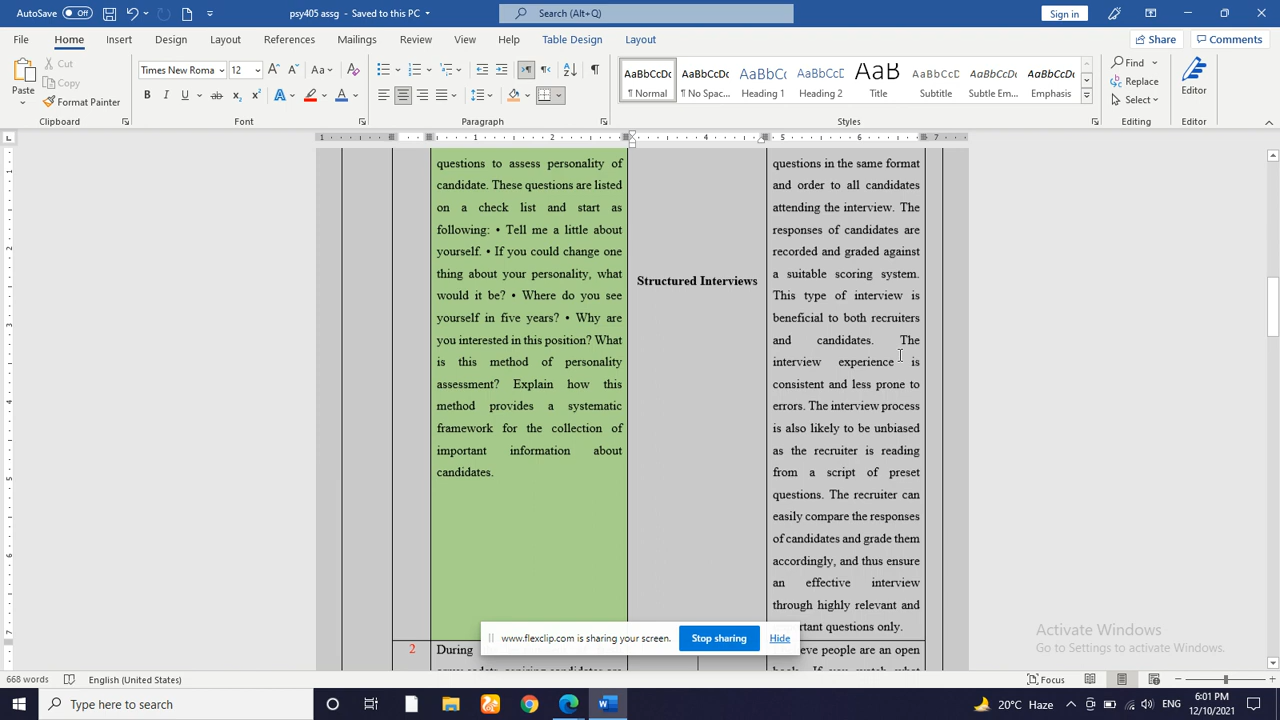 AutoSave Off psy405 assg - Saved to this PC Search (Alt+Q) Sign in
File Home Insert Design Layout References Mailings Review View Help Table Design Layout Share Comments
Paste Cut Copy Format Painter
Times New Roma 12
AaBbCcDc AaBbCcDc AaBbCc AaBbCcD AaB AaBbCcD AaBbCcDc AaBbCcDc
¶ Normal ¶ No Spac... Heading 1 Heading 2 Title Subtitle Subtle Em... Emphasis
Find Replace Select Editor
Clipboard Font Paragraph Styles Editing Editor
questions to assess personality of
candidate. These questions are listed
on a check list and start as
following: • Tell me a little about
yourself. • If you could change one
thing about your personality, what
would it be? • Where do you see
yourself in five years? • Why are
you interested in this position? What
is this method of personality
assessment? Explain how this
method provides a systematic
framework for the collection of
important information about
candidates.
Structured Interviews
questions in the same format
and order to all candidates
attending the interview. The
responses of candidates are
recorded and graded against
a suitable scoring system.
This type of interview is
beneficial to both recruiters
and candidates. The
interview experience is
consistent and less prone to
errors. The interview process
is also likely to be unbiased
as the recruiter is reading
from a script of preset
questions. The recruiter can
easily compare the responses
of candidates and grade them
accordingly, and thus ensure
an effective interview
through highly relevant and
questions only.
2 During
people are an open
www.flexclip.com is sharing your screen. Stop sharing Hide
Activate Windows
Go to Settings to activate Windows.
668 words English (United States) Focus 100%
Type here to search
20°C Haze ENG 6:01 PM
12/10/2021